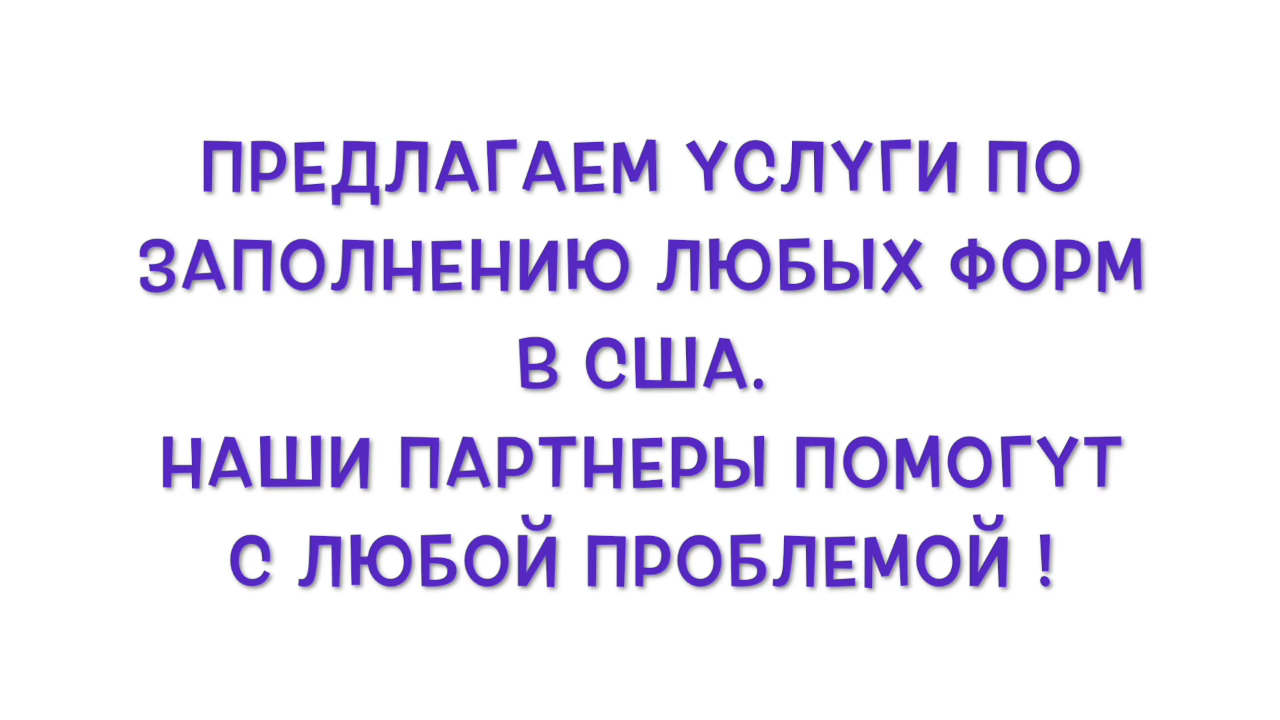 ПРЕДЛАГАЕМ УСЛУГИ ПО
ЗАПОЛНЕНИЮ ЛЮБЫХ ФОРМ
В США.
НАШИ ПАРТНЕРЫ ПОМОГУТ
С ЛЮБОЙ ПРОБЛЕМОЙ !